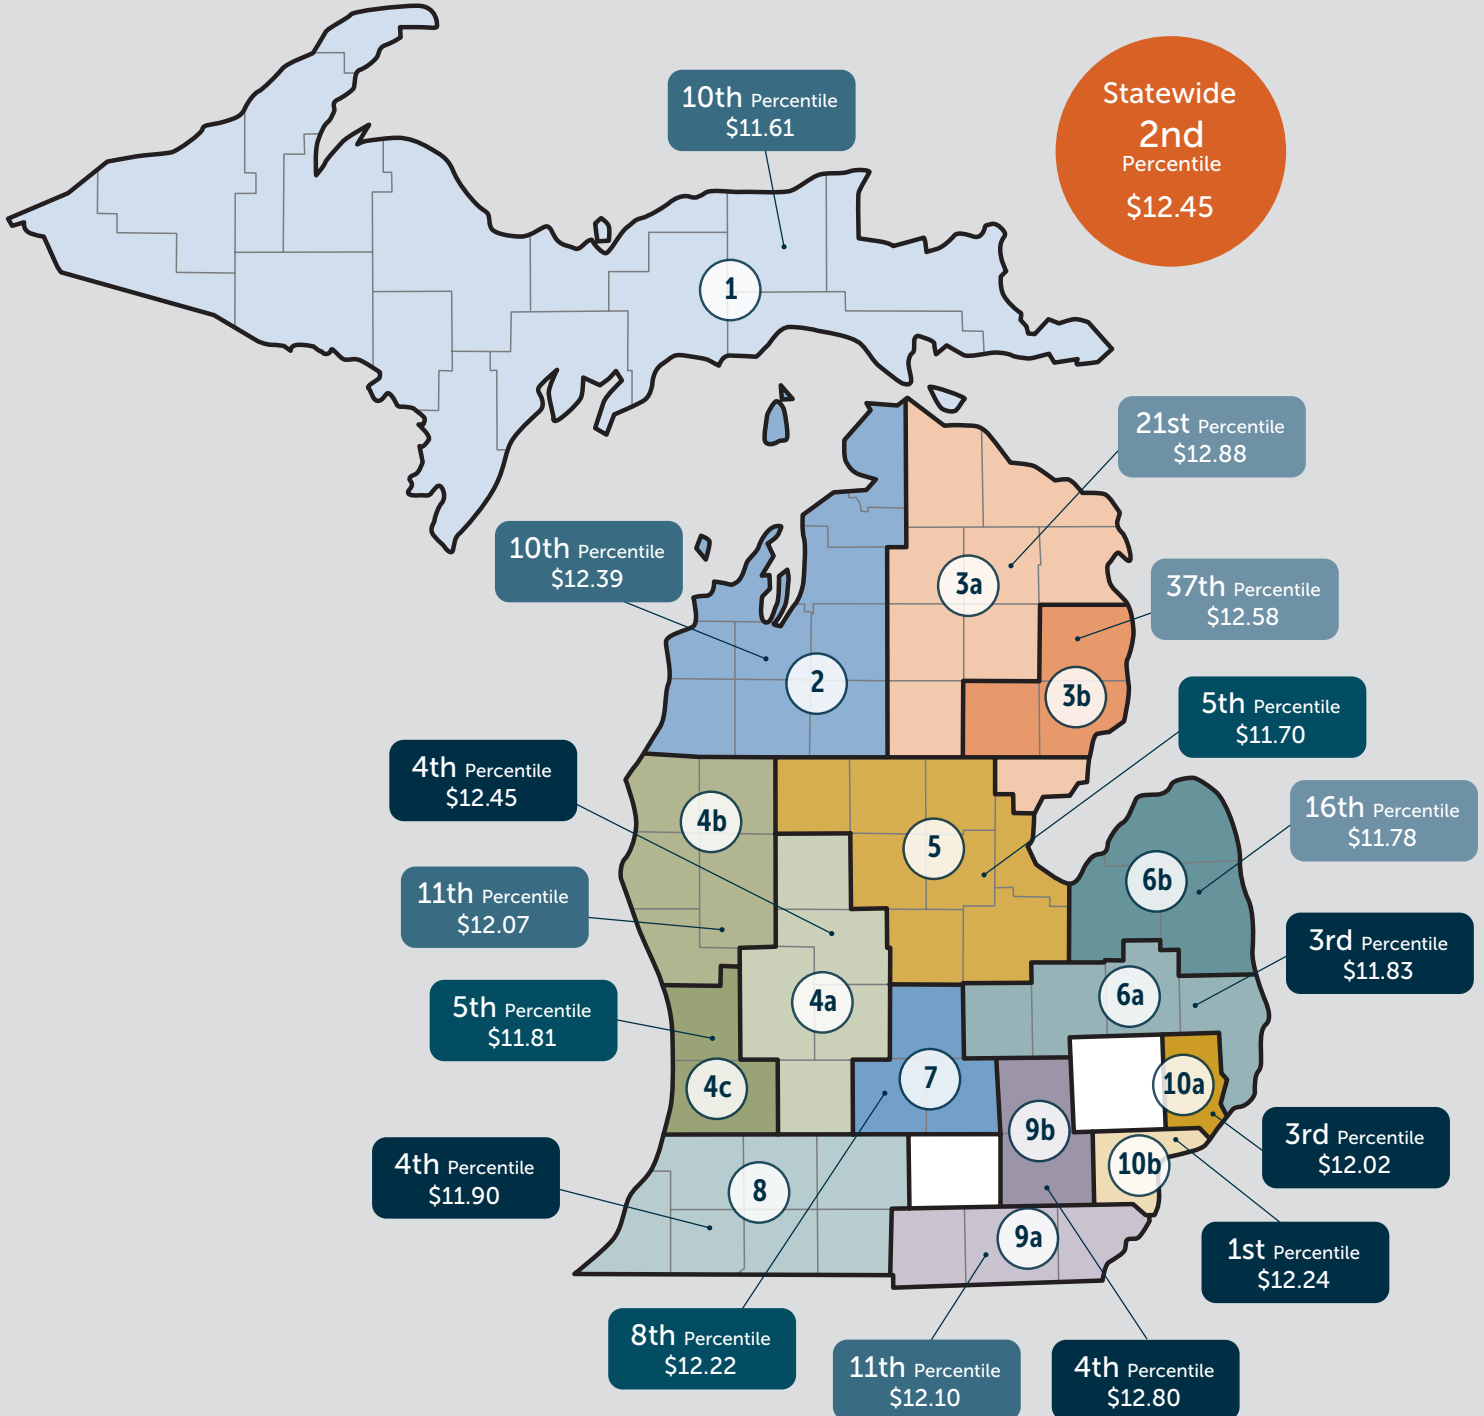 Statewide
2nd
Percentile
$12.45
10th Percentile
$11.61
1
21st Percentile
$12.88
10th Percentile
$12.39
3a
37th Percentile
$12.58
2
3b
5th Percentile
$11.70
4th Percentile
$12.45
4b
5
16th Percentile
$11.78
6b
11th Percentile
$12.07
3rd Percentile
$11.83
5th Percentile
$11.81
4a
6a
4c
7
10a
9b
3rd Percentile
$12.02
4th Percentile
$11.90
8
10b
9a
1st Percentile
$12.24
8th Percentile
$12.22
11th Percentile
$12.10
4th Percentile
$12.80